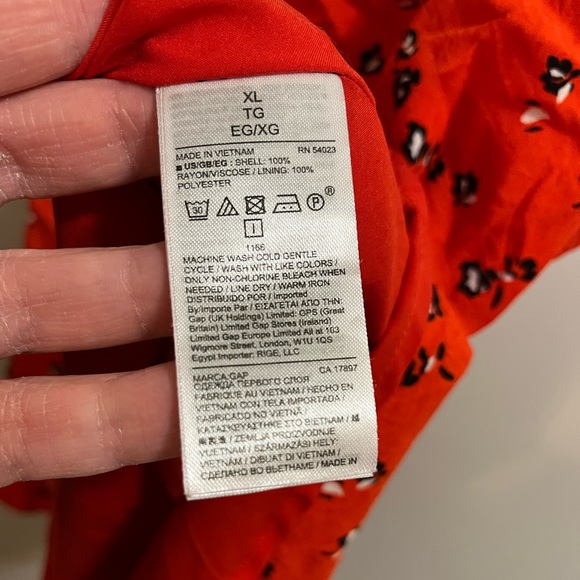 XL
TG
EG/XG
MADE IN VIETNAM RN 54023
US/GB/EG : SHELL: 100%
RAYON/VISCOSE / LINING: 100%
POLYESTER
30 P ®
I
1166
MACHINE WASH COLD GENTLE
CYCLE / WASH WITH LIKE COLORS /
ONLY NON-CHLORINE BLEACH WHEN
NEEDED / LINE DRY / WARM IRON
DISTRIBUIDO POR / Imported
By/Importe Par / ΕΙΣΑΓΕΤΑΙ ΑΠΟ ΤΗΝ
Gap (UK Holdings) Limited: GPS (Great
Britain) Limited Gap Stores (Ireland)
Limited Gap Europe Limited All at 103
Wigmore Street, London, W1U 1QS
Egypt Importer: RIGE, LLC
MARCA-GAP CA 17897
ОДЕЖДА ПЕРВОГО СЛОЯ
FABRIQUE AU VIETNAM / HECHO EN
VIETNAM CON TELA IMPORTADA /
FABRICADO NO VIETNÃ /
ΚΑΤΑΣΚΕΥΑΣΤΗΚΕ ΣΤΟ ΒΙΕΤΝΑΜ /
/ ZEMLJA PROIZVODNJE
VIETNAM / SZÁRMAZÁSI HELY
VIETNAM / DIBUAT DI VIETNAM /
СДЕЛАНО ВО ВЬЕТНАМЕ / MADE IN